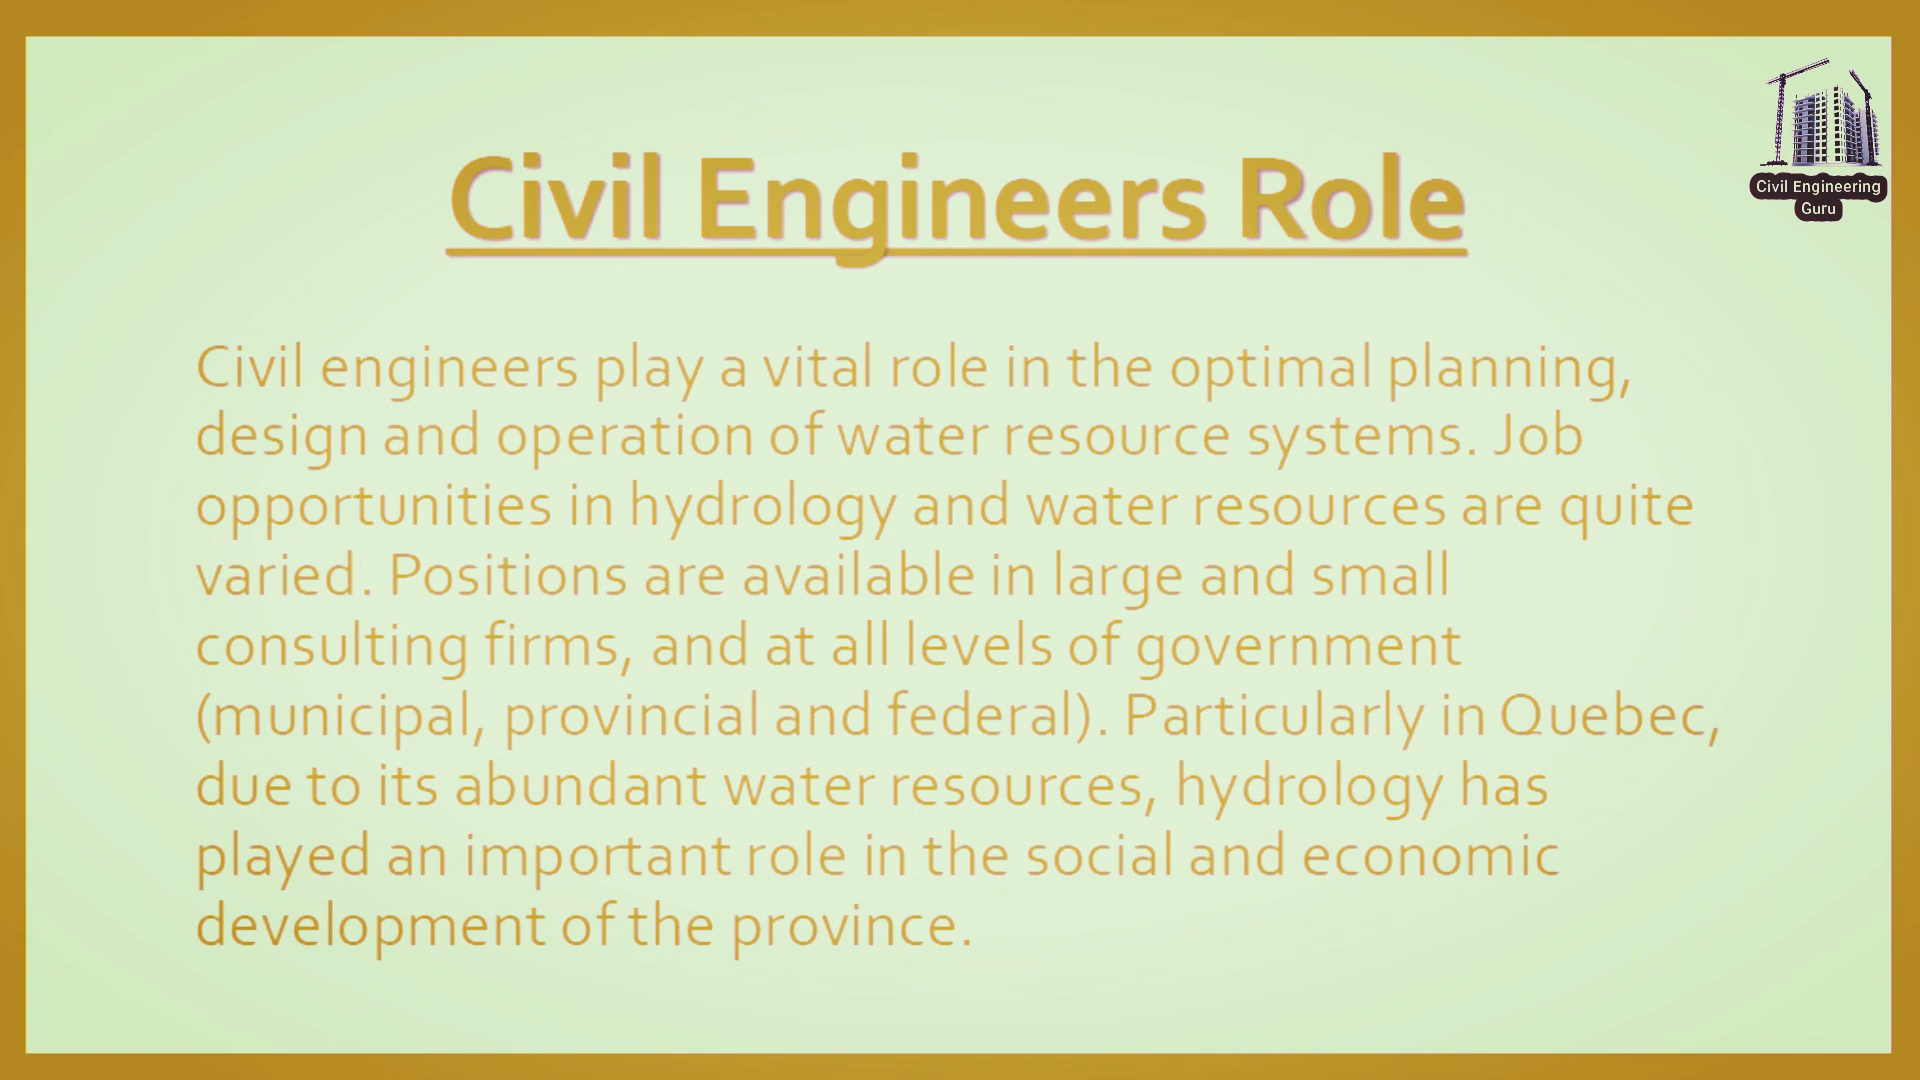 Civil Engineering
Guru
Civil Engineers Role
Civil engineers play a vital role in the optimal planning,
design and operation of water resource systems. Job
opportunities in hydrology and water resources are quite
varied. Positions are available in large and small
consulting firms, and at all levels of government
(municipal, provincial and federal). Particularly in Quebec,
due to its abundant water resources, hydrology has
played an important role in the social and economic
development of the province.